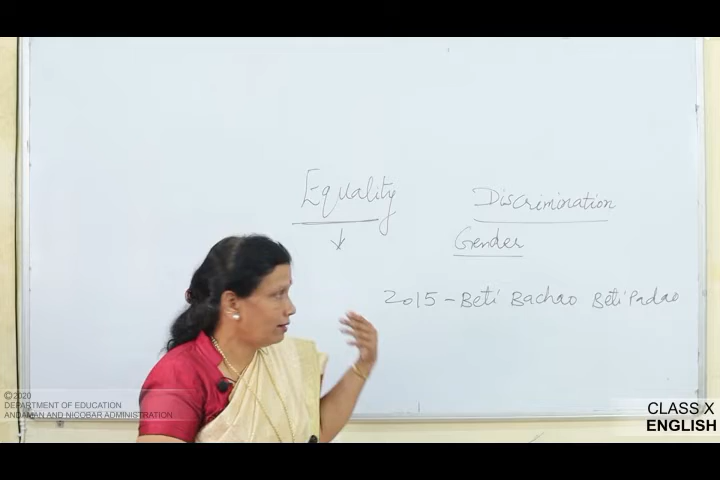 Equality
Discrimination
Gender
2015 - Beti Bachao Beti Padao
©2020
DEPARTMENT OF EDUCATION
ANDAMAN AND NICOBAR ADMINISTRATION
CLASS X
ENGLISH